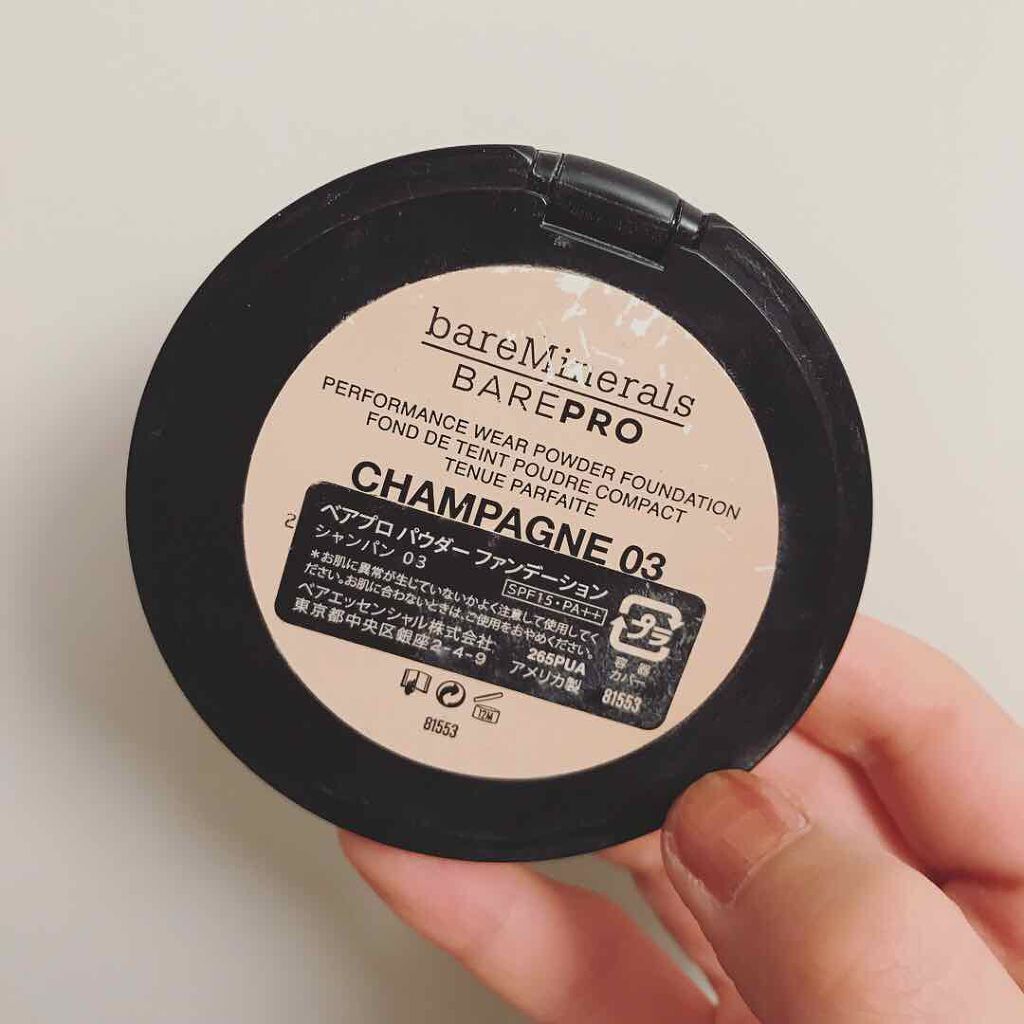 bareMinerals
BAREPRO
PERFORMANCE WEAR POWDER FOUNDATION
FOND DE TEINT POUDRE COMPACT
TENUE PARFAITE
CHAMPAGNE 03
2
ベアプロ パウダー ファンデーション
シャンパン 03
SPF15・PA++
*お肌に異常が生じていないかよく注意して使用してく
ださい。お肌に合わないときは、ご使用をおやめください。
ベアエッセンシャル株式会社
265PUA
東京都中央区銀座2-4-9
アメリカ製
プラ
容器
カバー
81553
12M
81553